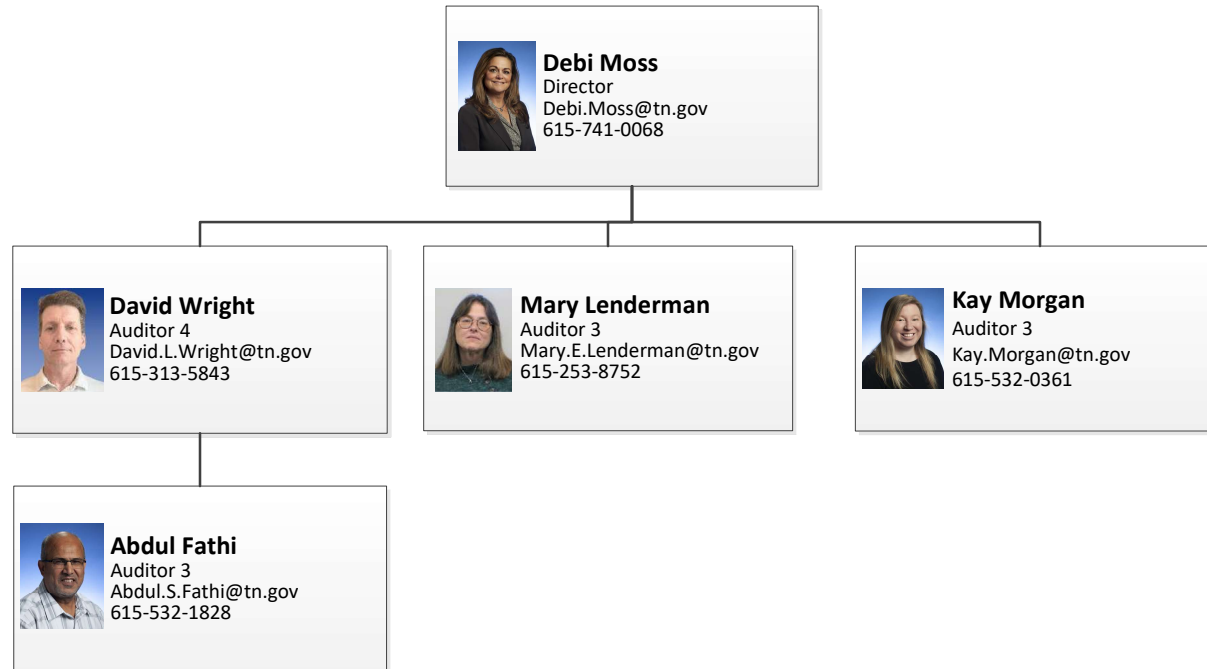 Debi Moss
Director
Debi.Moss@tn.gov
615-741-0068
David Wright
Auditor 4
David.L.Wright@tn.gov
615-313-5843
Mary Lenderman
Auditor 3
Mary.E.Lenderman@tn.gov
615-253-8752
Kay Morgan
Auditor 3
Kay.Morgan@tn.gov
615-532-0361
Abdul Fathi
Auditor 3
Abdul.S.Fathi@tn.gov
615-532-1828